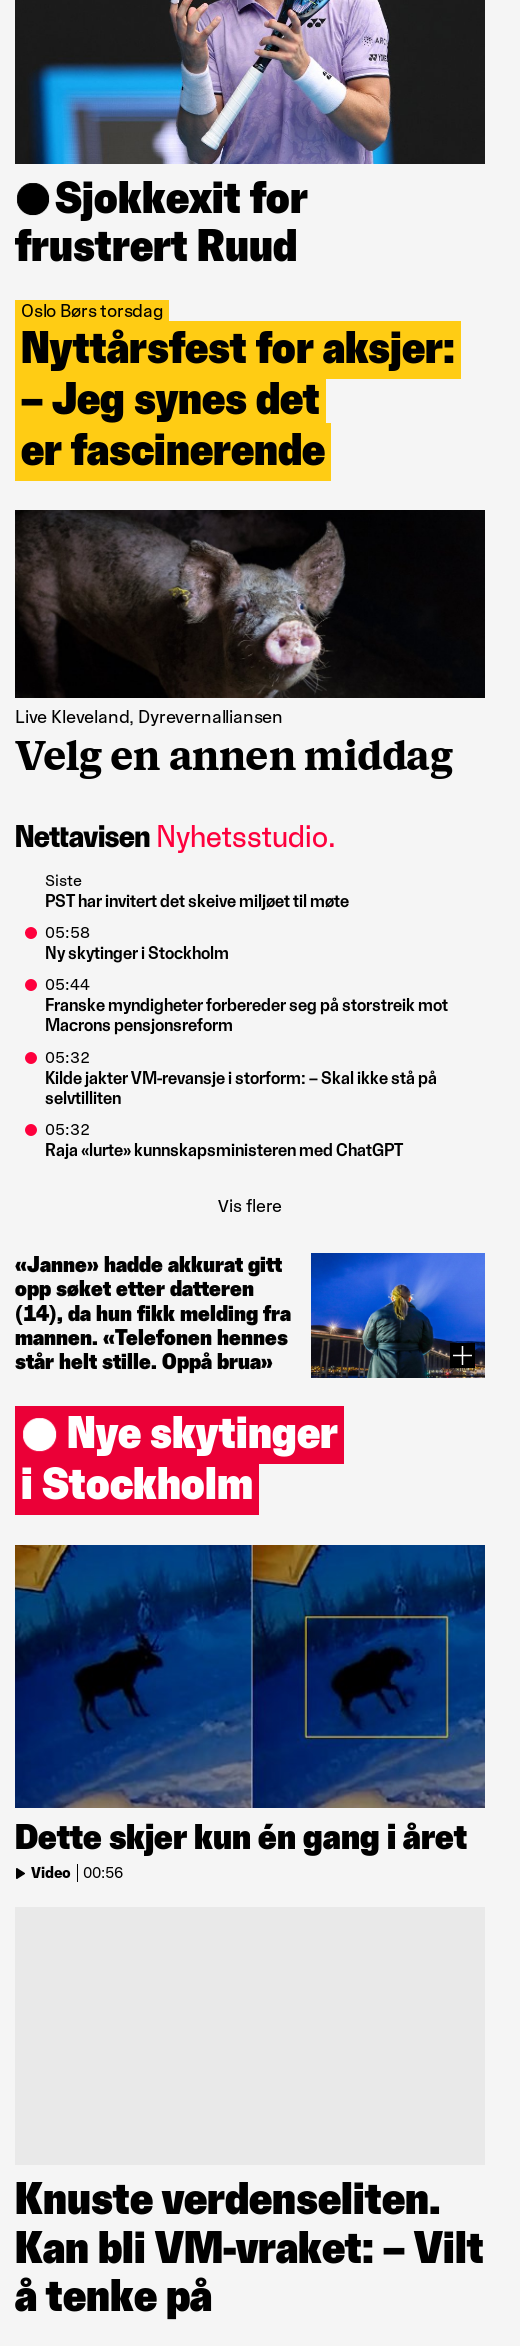 Sjokkexit for
frustrert Ruud
Oslo Børs torsdag
Nyttårsfest for aksjer:
– Jeg synes det
er fascinerende
Live Kleveland, Dyrevernalliansen
Velg en annen middag
Nettavisen Nyhetsstudio.
Siste
PST har invitert det skeive miljøet til møte
05:58
Ny skytinger i Stockholm
05:44
Franske myndigheter forbereder seg på storstreik mot
Macrons pensjonsreform
05:32
Kilde jakter VM-revansje i storform: – Skal ikke stå på
selvtilliten
05:32
Raja «lurte» kunnskapsministeren med ChatGPT
Vis flere
«Janne» hadde akkurat gitt
opp søket etter datteren
(14), da hun fikk melding fra
mannen. «Telefonen hennes
står helt stille. Oppå brua»
Nye skytinger
i Stockholm
Dette skjer kun én gang i året
Video | 00:56
Knuste verdenseliten.
Kan bli VM-vraket: – Vilt
å tenke på